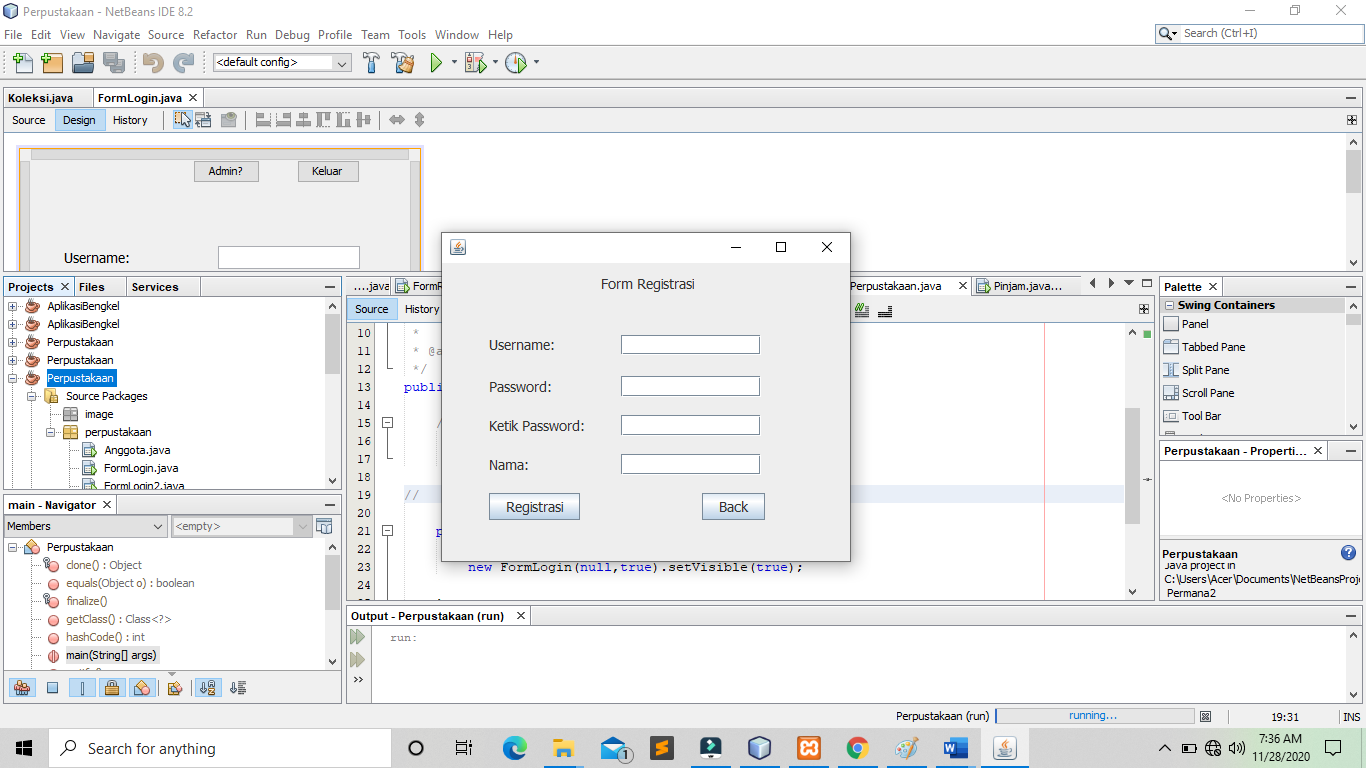 Perpustakaan - NetBeans IDE 8.2
File Edit View Navigate Source Refactor Run Debug Profile Team Tools Window Help
Search (Ctrl+I)
<default config>
Koleksi.java FormLogin.java
Source Design History
Admin? Keluar
Username:
Projects Files Services
AplikasiBengkel
AplikasiBengkel
Perpustakaan
Perpustakaan
Perpustakaan
Source Packages
image
perpustakaan
Anggota.java
FormLogin.java
FormLogin2.java
main - Navigator
Members <empty>
Perpustakaan
clone() : Object
equals(Object o) : boolean
finalize()
getClass() : Class<?>
hashCode() : int
main(String[] args)
....java FormR Perpustakaan.java Pinjam.java...
Source History
10 *
11 * @a
12 */
13 publi
14
15 /
16
17
18
19 //
20
21 p
22
23 new FormLogin(null,true).setVisible(true);
24
Form Registrasi
Username:
Password:
Ketik Password:
Nama:
Registrasi Back
Output - Perpustakaan (run)
run:
>>
Palette
Swing Containers
Panel
Tabbed Pane
Split Pane
Scroll Pane
Tool Bar
Perpustakaan - Properti...
<No Properties>
Perpustakaan
Java project in
C:\Users\Acer\Documents\NetBeansProje
Permana2
Perpustakaan (run) running... 19:31 INS
Search for anything
1
7:36 AM
11/28/2020